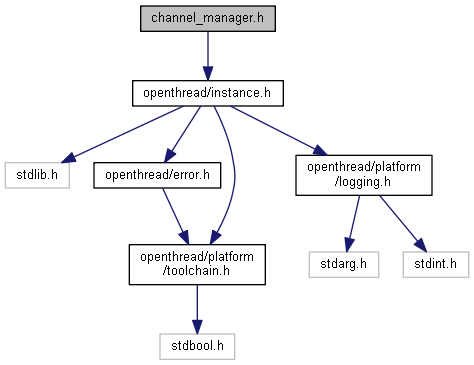 channel_manager.h
openthread/instance.h
stdlib.h
openthread/error.h
openthread/platform
/logging.h
openthread/platform
/toolchain.h
stdarg.h
stdint.h
stdbool.h